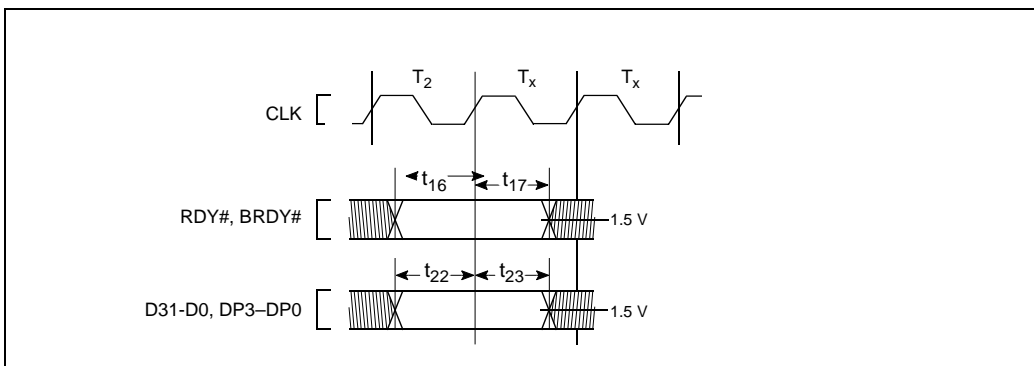 T2 Tx Tx
CLK
t16 t17
RDY#, BRDY#
1.5 V
t22 t23
D31-D0, DP3–DP0
1.5 V